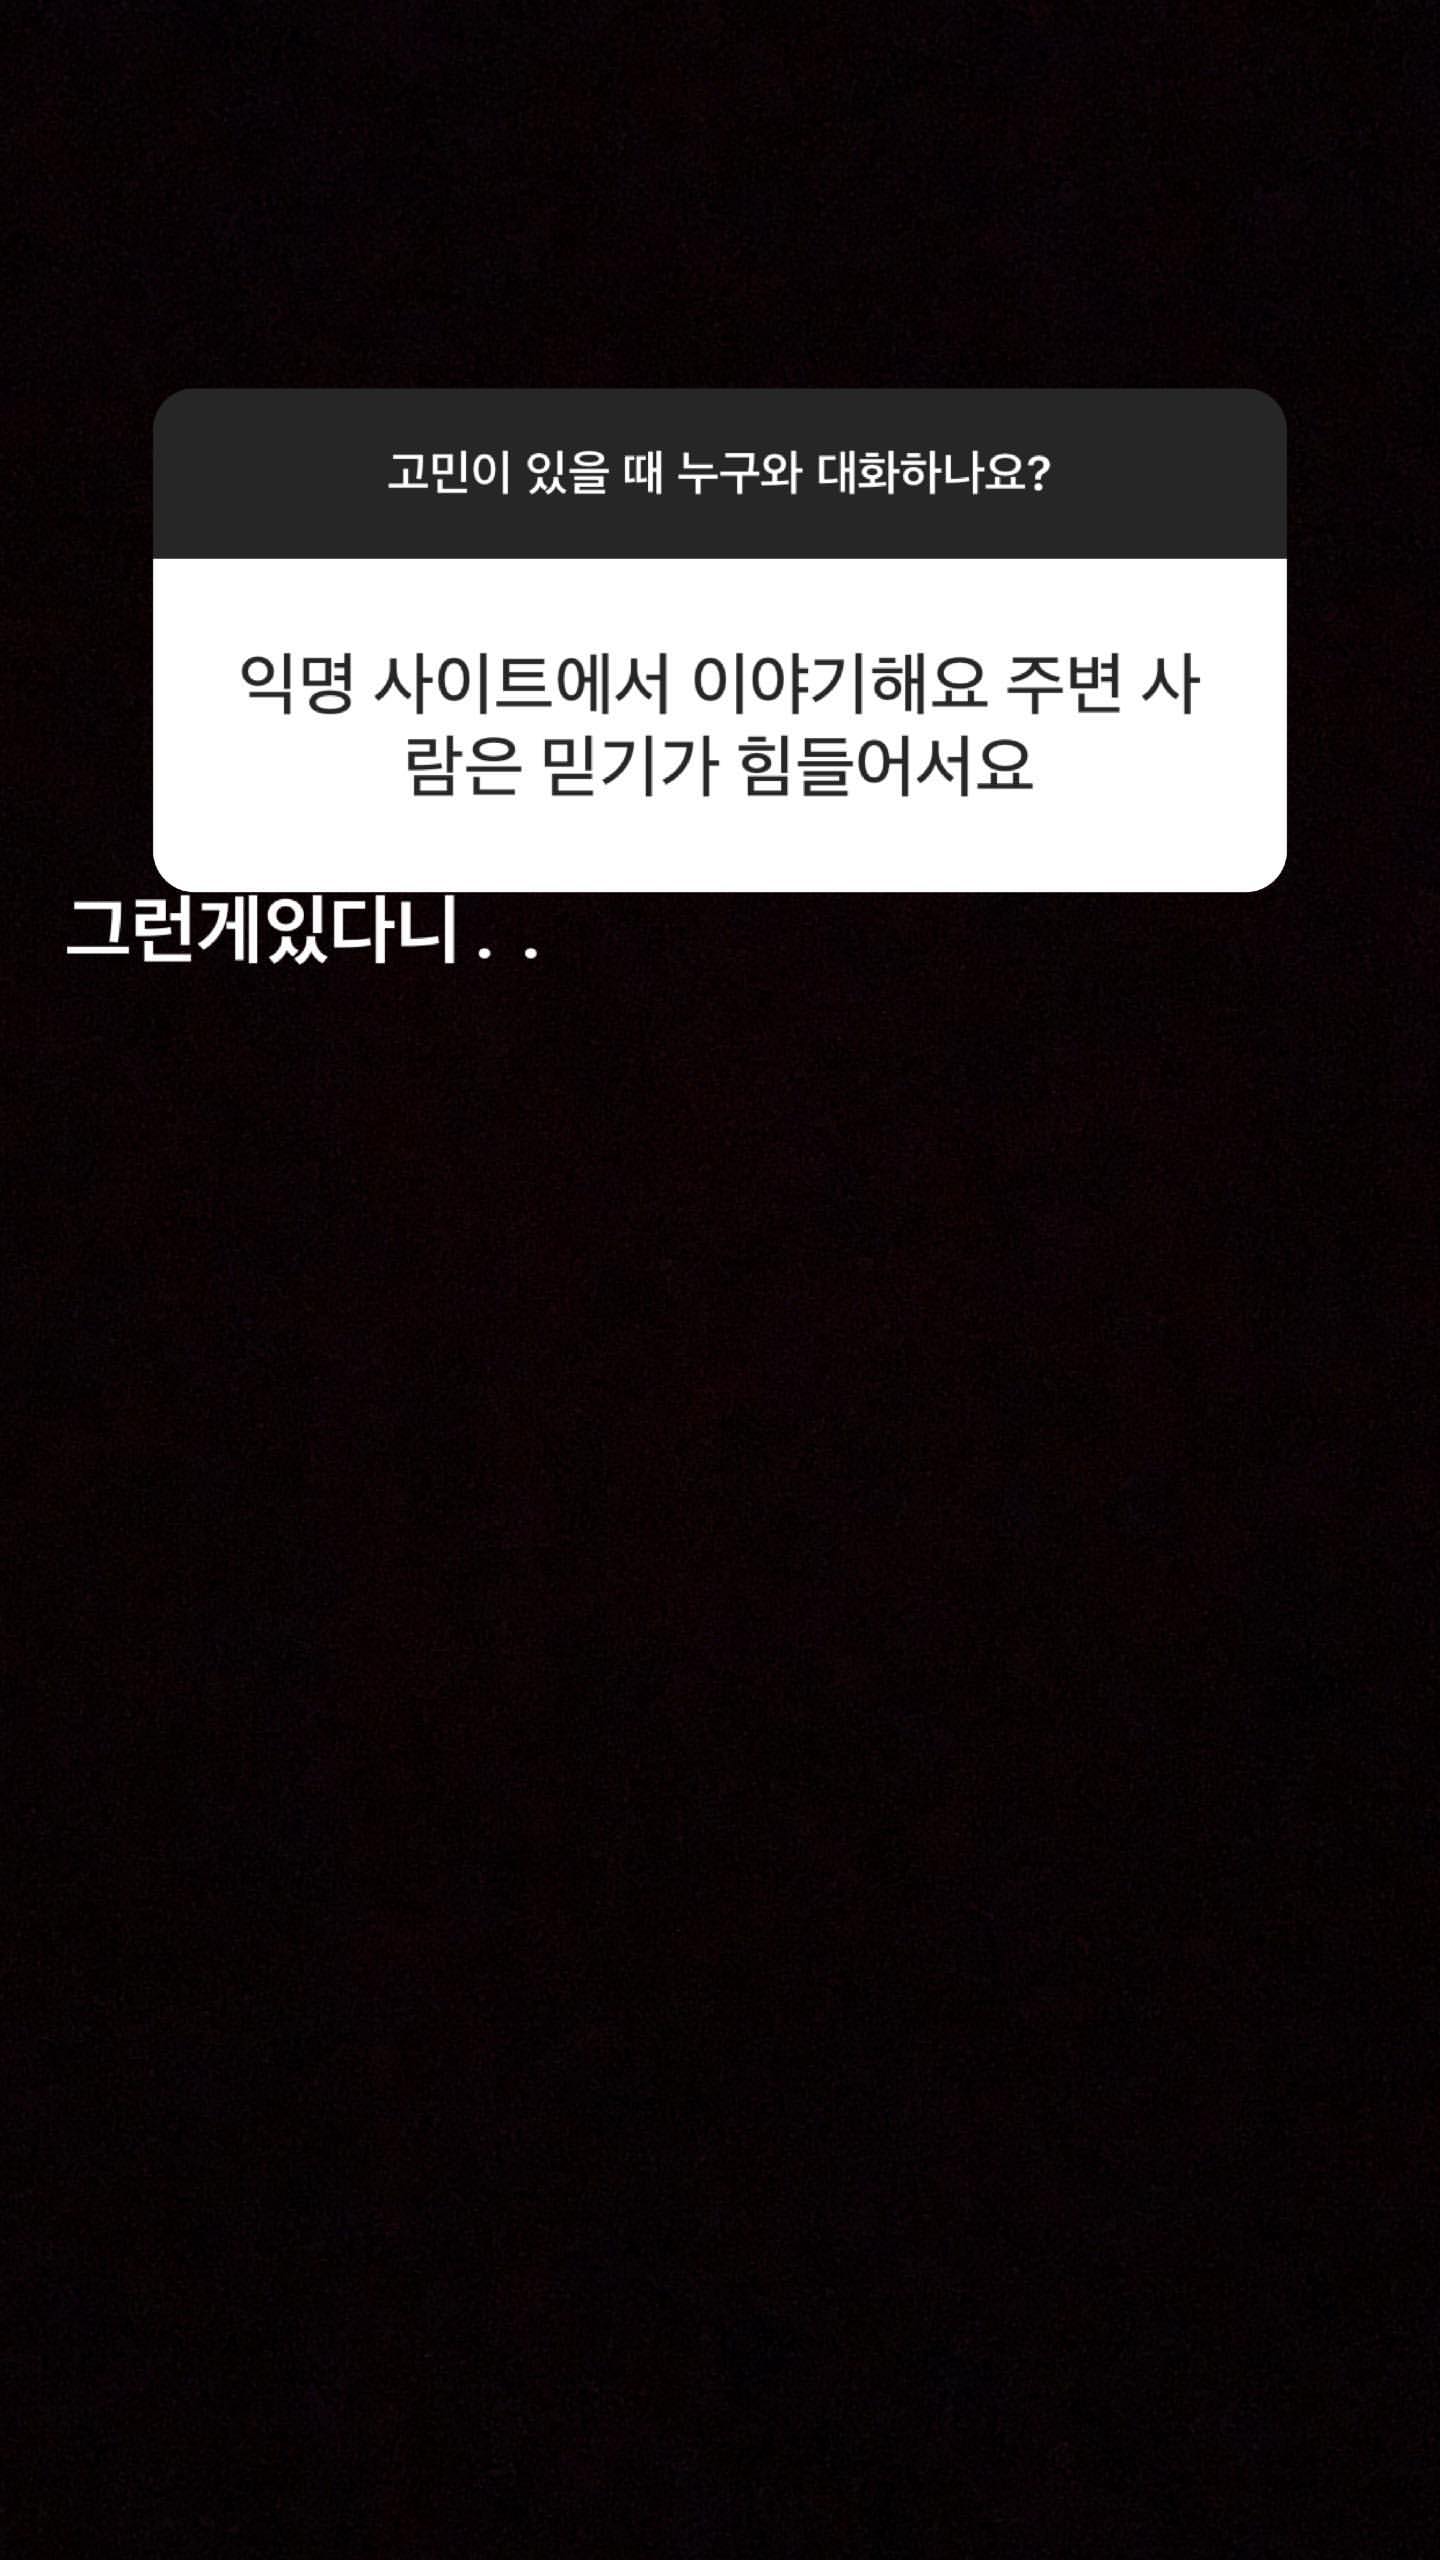 고민이 있을 때 누구와 대화하나요?
익명 사이트에서 이야기해요 주변 사
람은 믿기가 힘들어서요
그런게있다니 . .